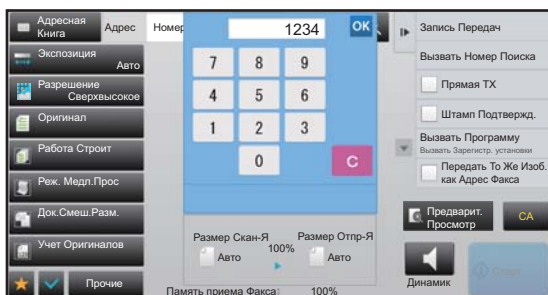 Адресная
Книга
Адрес
Номер
1234
OK
Запись Передач
Экспозиция
Авто
Вызвать Номер Поиска
7 8 9
Разрешение
Сверхвысокое
Прямая TX
4 5 6
Оригинал
Штамп Подтвержд.
1 2 3
Работа Строит
Вызвать Программу
Вызвать Зарегистр. установки
0 C
Реж. Медл.Прос
Передать То Же Изоб.
как Адрес Факса
Док.Смеш.Разм.
Предварит.
Просмотр
CA
Учет Оригиналов
Размер Скан-Я
Размер Отпр-Я
100%
Авто
Авто
Прочие
Память приема Факса
100%
Динамик
Старт